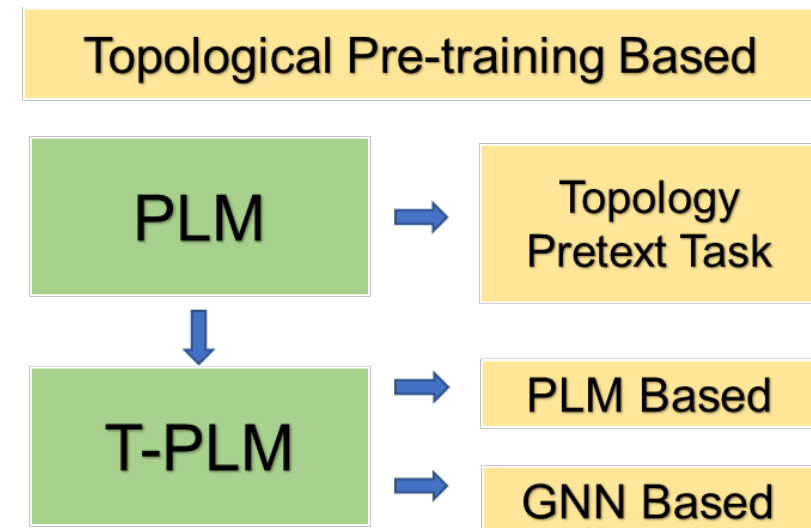 Topological Pre-training Based
PLM
Topology
Pretext Task
T-PLM
PLM Based
GNN Based